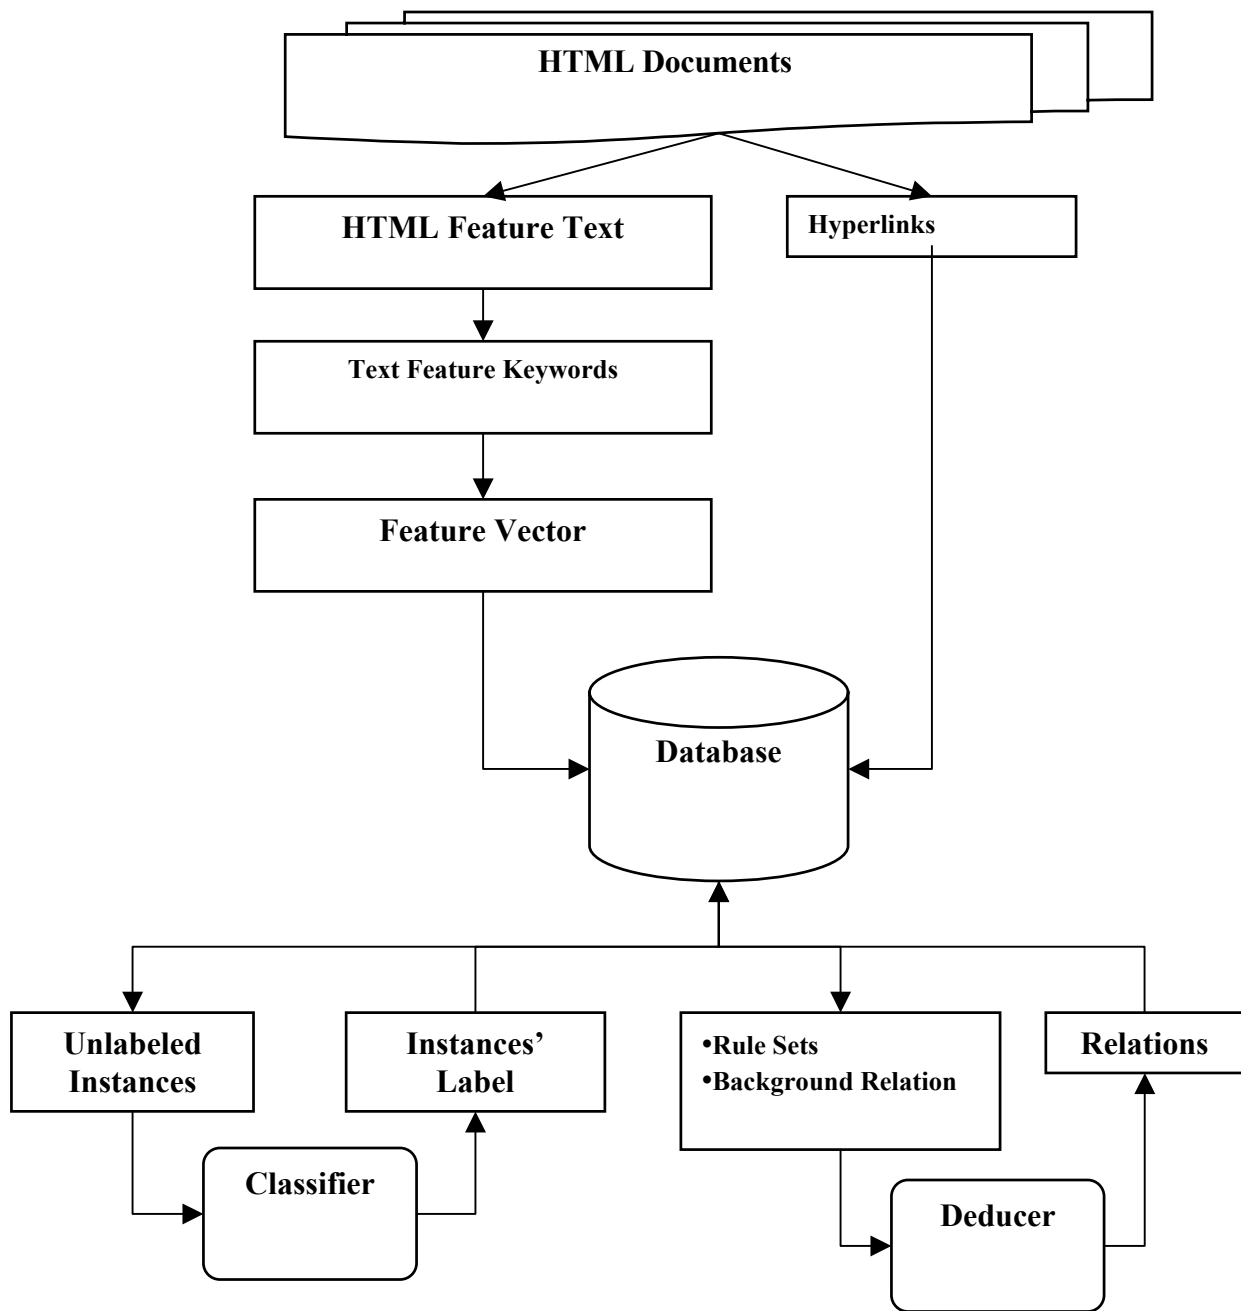 HTML Documents
HTML Feature Text
Hyperlinks
Text Feature Keywords
Feature Vector
Database
Unlabeled
Instances
Instances’
Label
•Rule Sets
•Background Relation
Relations
Classifier
Deducer